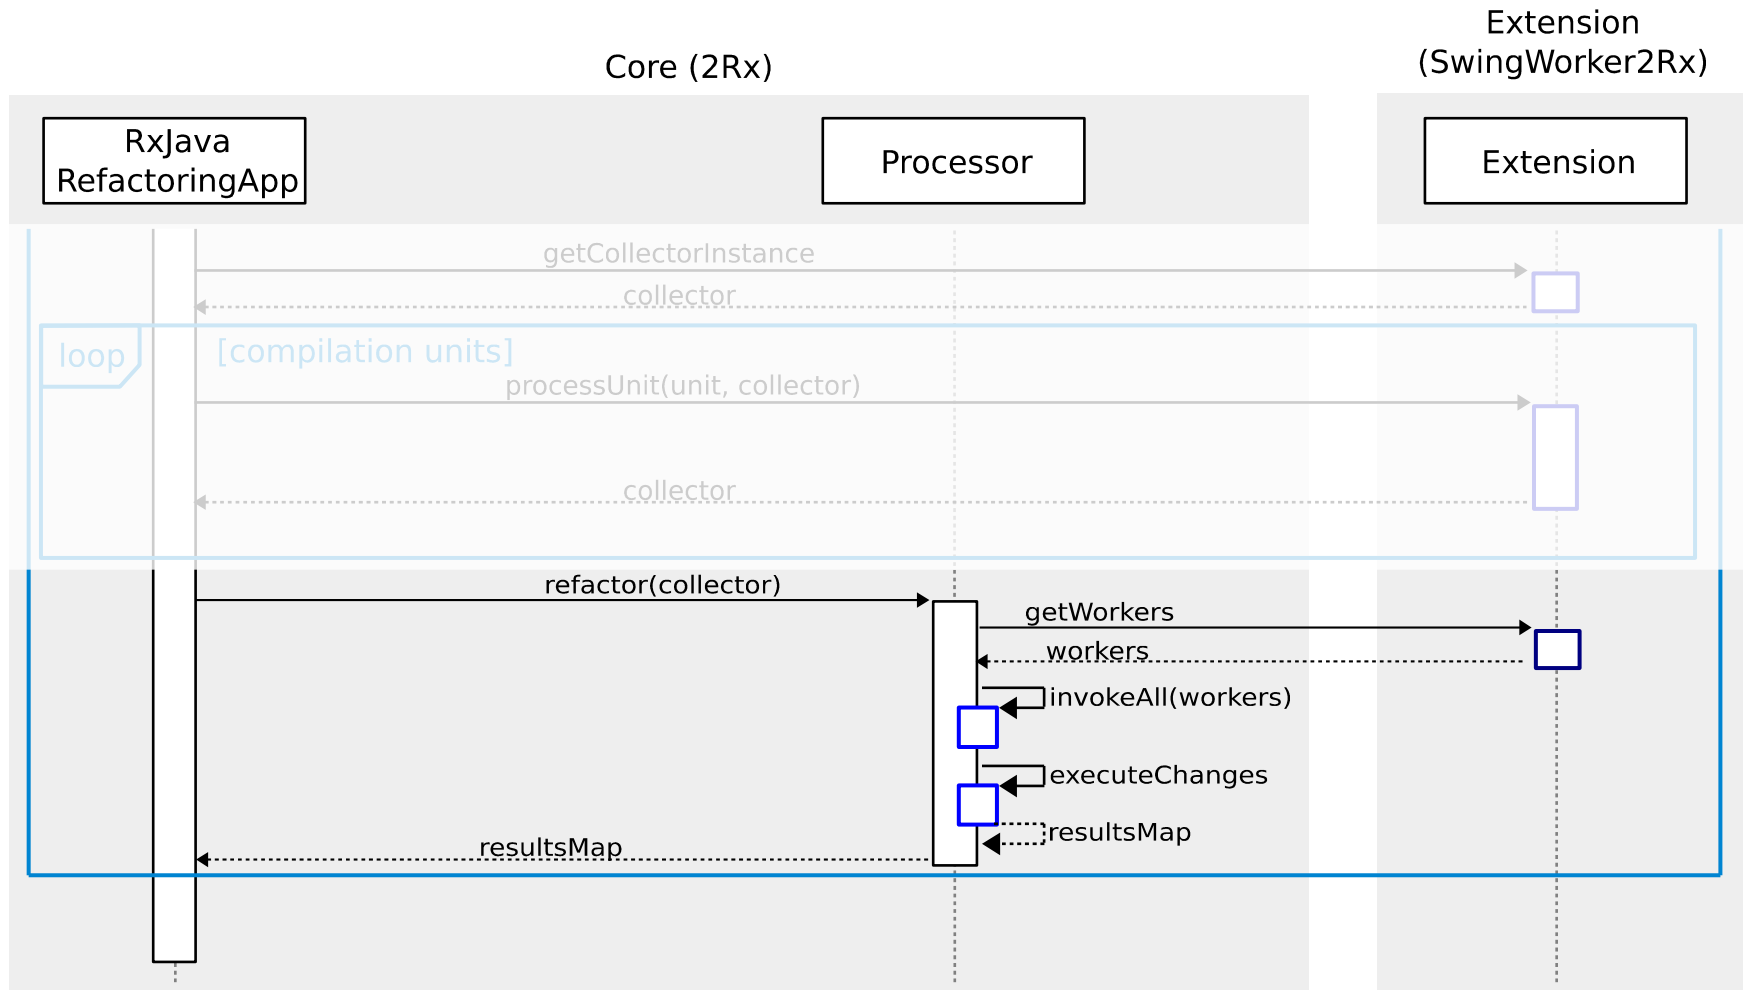 Extension
(SwingWorker2Rx)
Core (2Rx)
RxJava
RefactoringApp
Processor
Extension
getCollectorInstance
collector
loop
[compilation units]
processUnit(unit, collector)
collector
refactor(collector)
getWorkers
workers
invokeAll(workers)
executeChanges
resultsMap
resultsMap